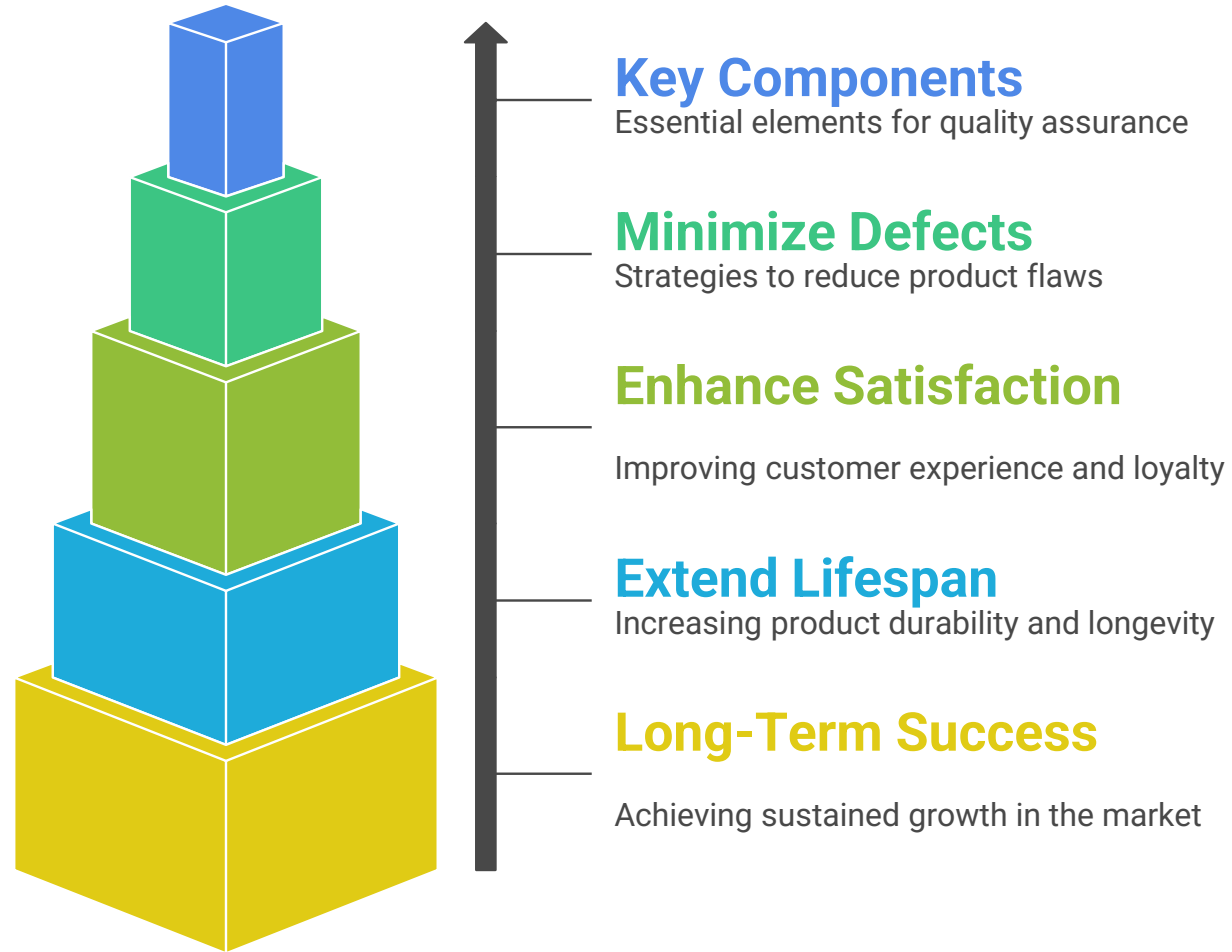 Key Components
Essential elements for quality assurance
Minimize Defects
Strategies to reduce product flaws
Enhance Satisfaction
Improving customer experience and loyalty
Extend Lifespan
Increasing product durability and longevity
Long-Term Success
Achieving sustained growth in the market